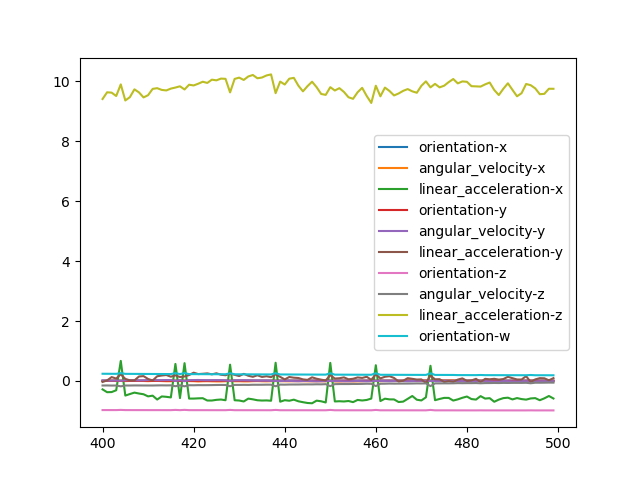 10
8
6
4
2
0
400
420
440
460
480
500
orientation-x
angular_velocity-x
linear_acceleration-x
orientation-y
angular_velocity-y
linear_acceleration-y
orientation-z
angular_velocity-z
linear_acceleration-z
orientation-w